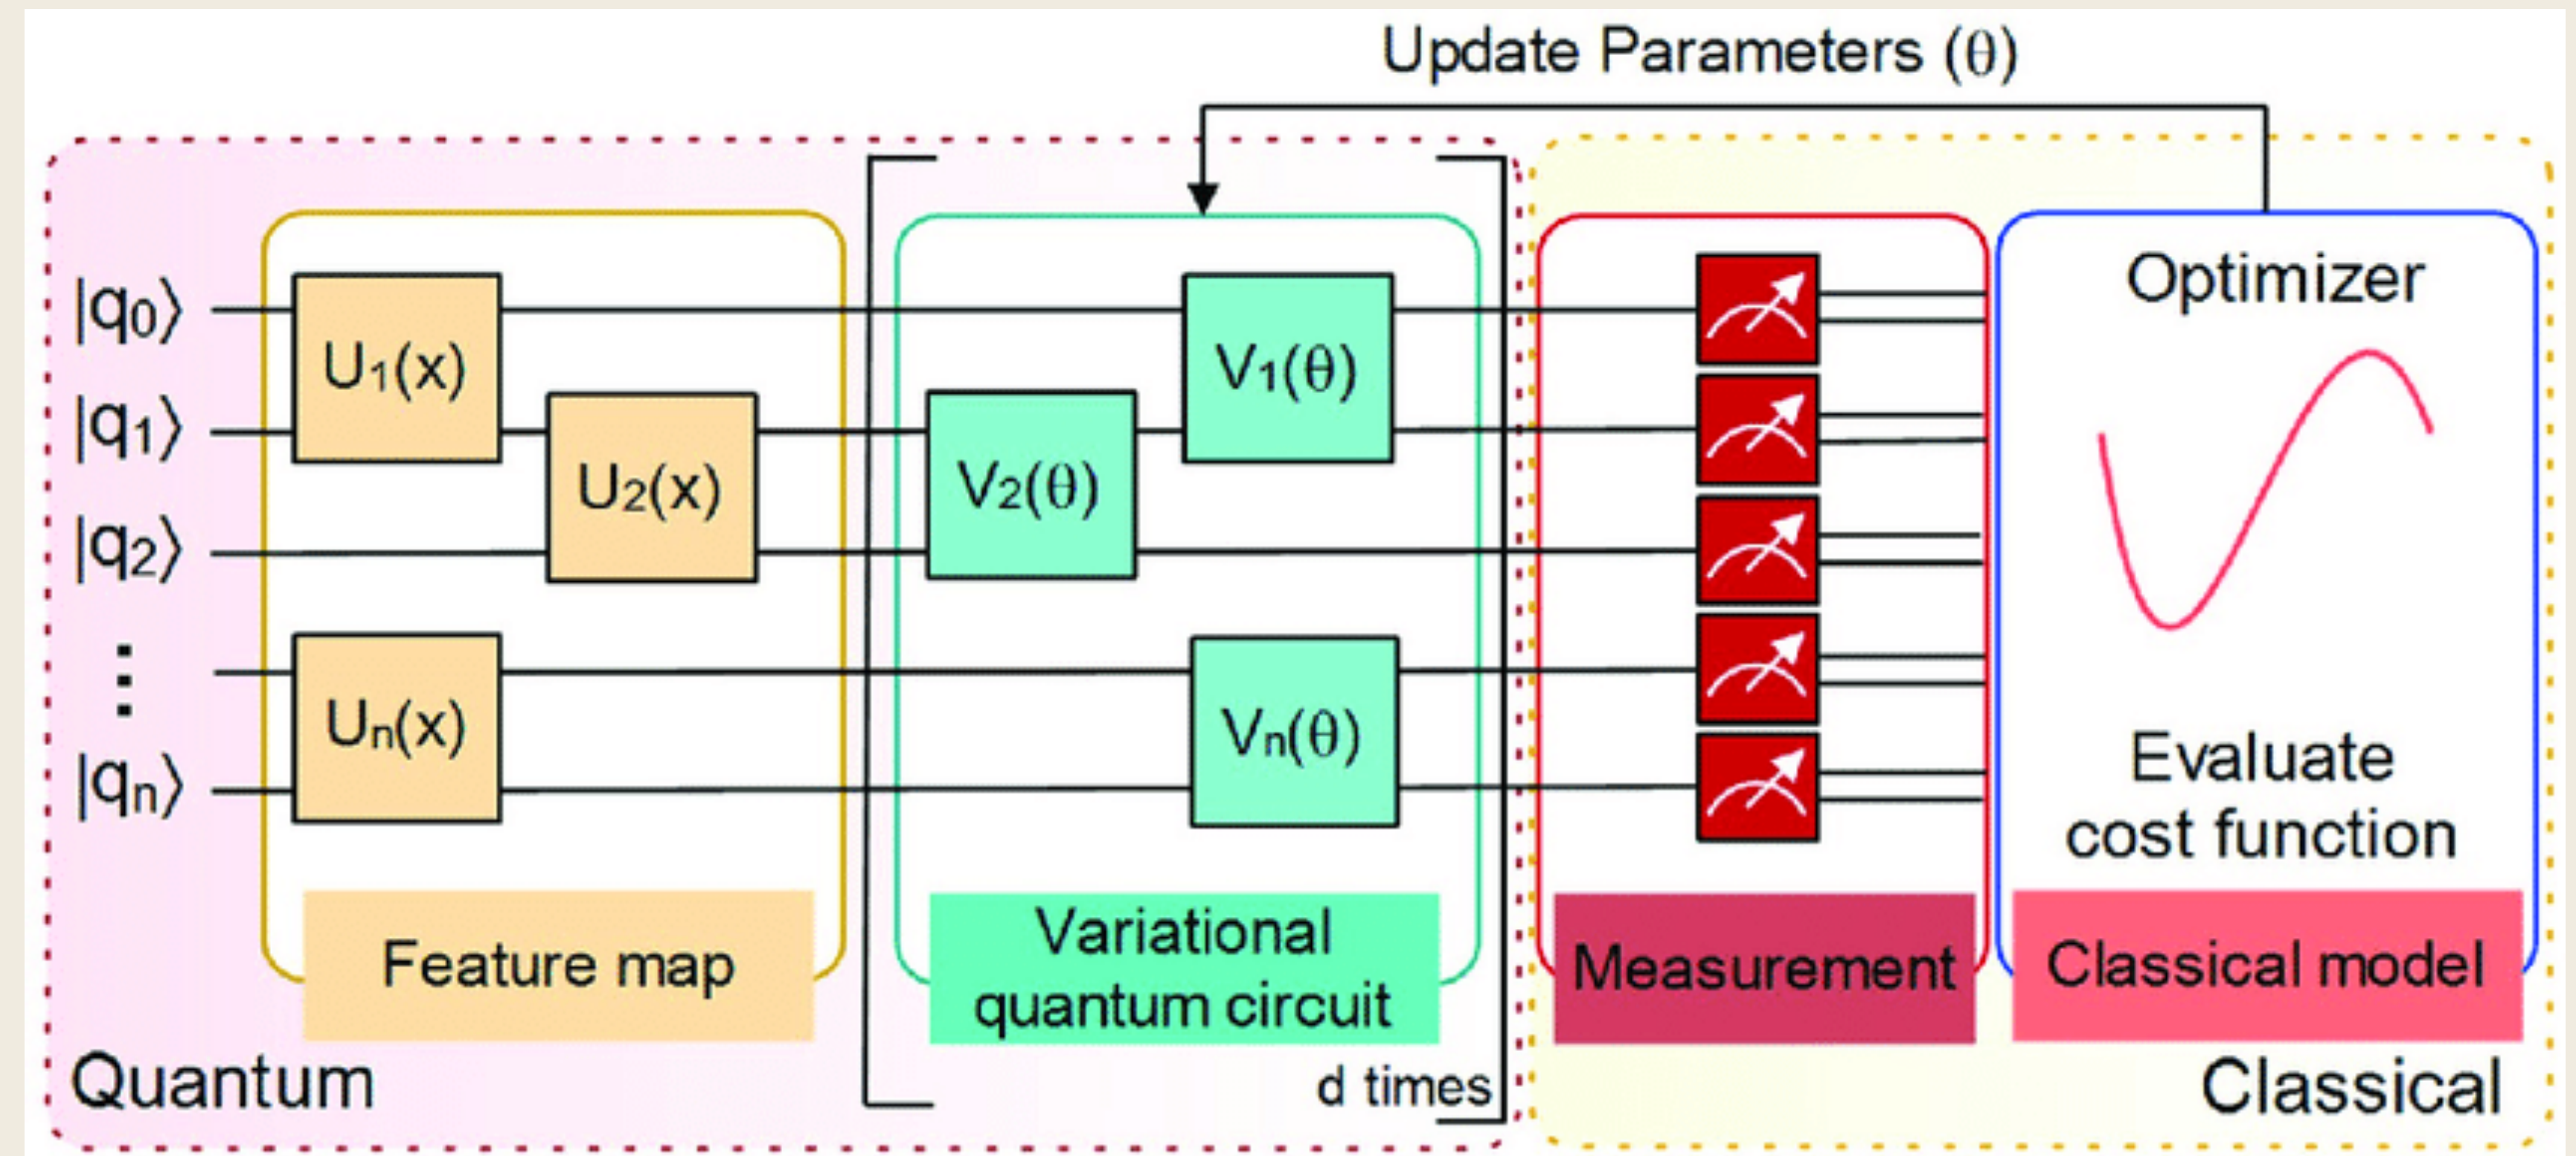 Update Parameters (θ)
|q₀⟩
|q₁⟩
|q₂⟩
⋮
|qₙ⟩
U₁(x)
U₂(x)
Uₙ(x)
Feature map
Quantum
V₁(θ)
V₂(θ)
Vₙ(θ)
Variational
quantum circuit
d times
Measurement
Optimizer
Evaluate
cost function
Classical model
Classical